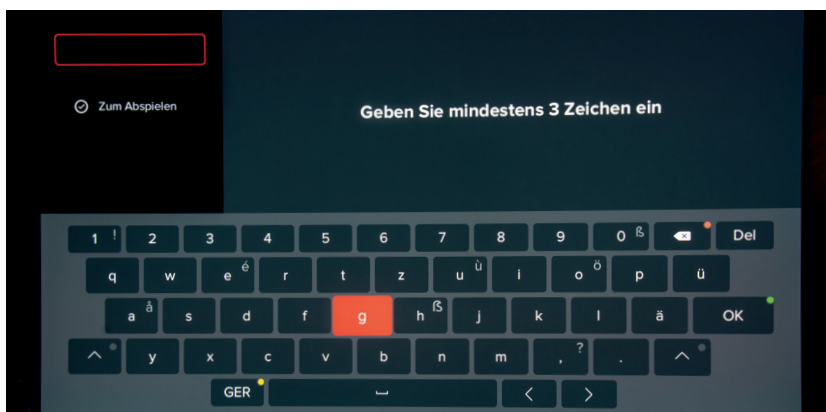 Zum Abspielen
Geben Sie mindestens 3 Zeichen ein
1 ! 2 3 4 5 6 7 8 9 0 ß Del
q w e é r t z u ù i o ö p ü
a å s d f g h ß j k l ä OK
y x c v b n m , ? .
GER